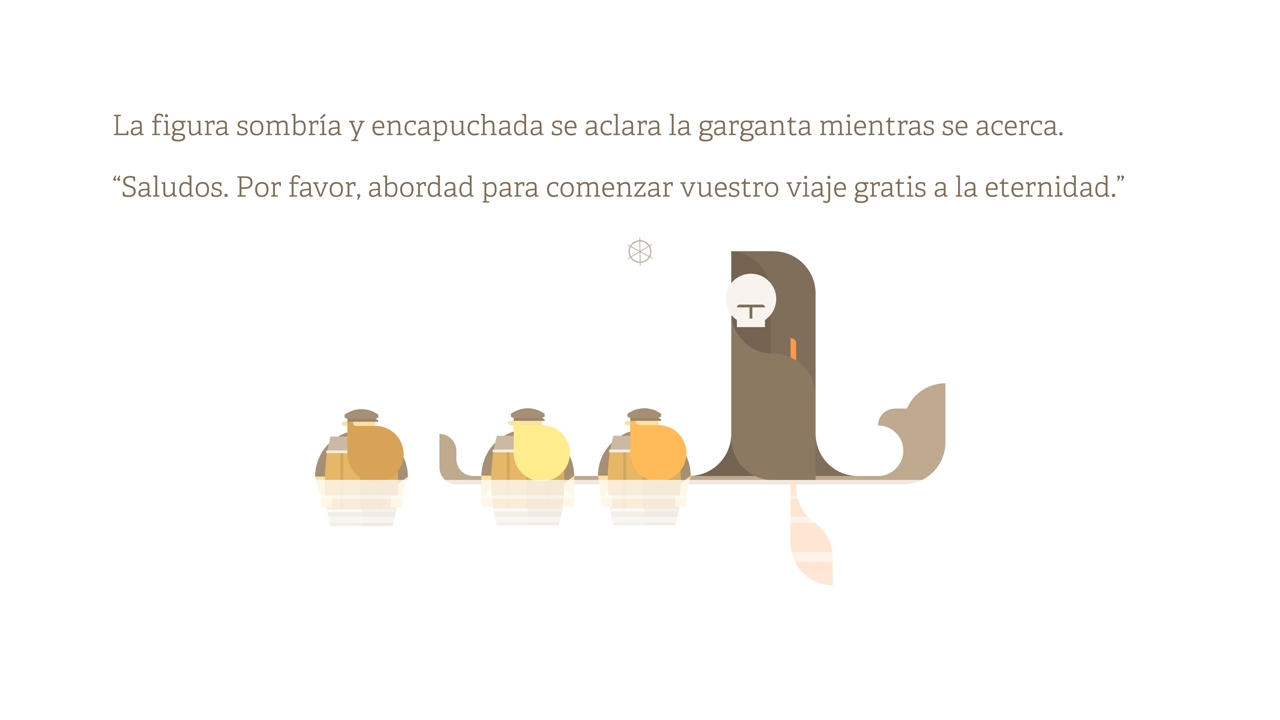 La figura sombría y encapuchada se aclara la garganta mientras se acerca.
“Saludos. Por favor, abordad para comenzar vuestro viaje gratis a la eternidad.”